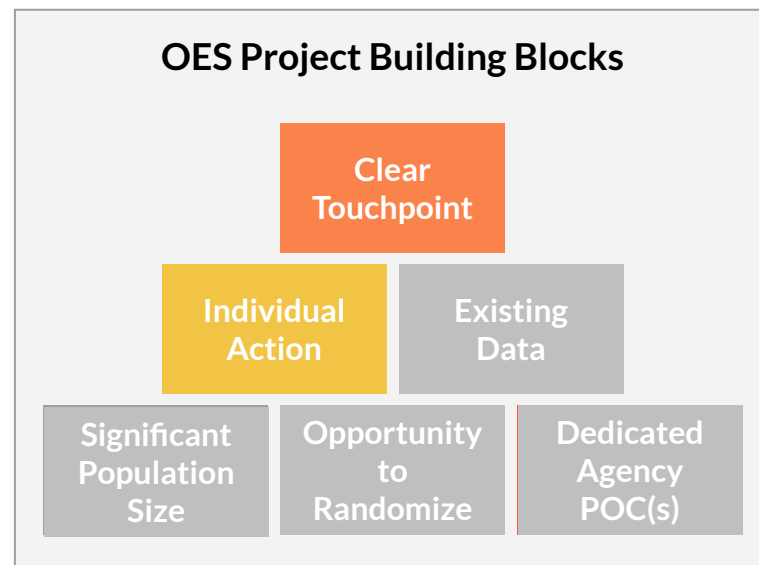 OES Project Building Blocks
Clear
Touchpoint
Individual
Action
Existing
Data
Significant
Population
Size
Opportunity
to
Randomize
Dedicated
Agency
POC(s)